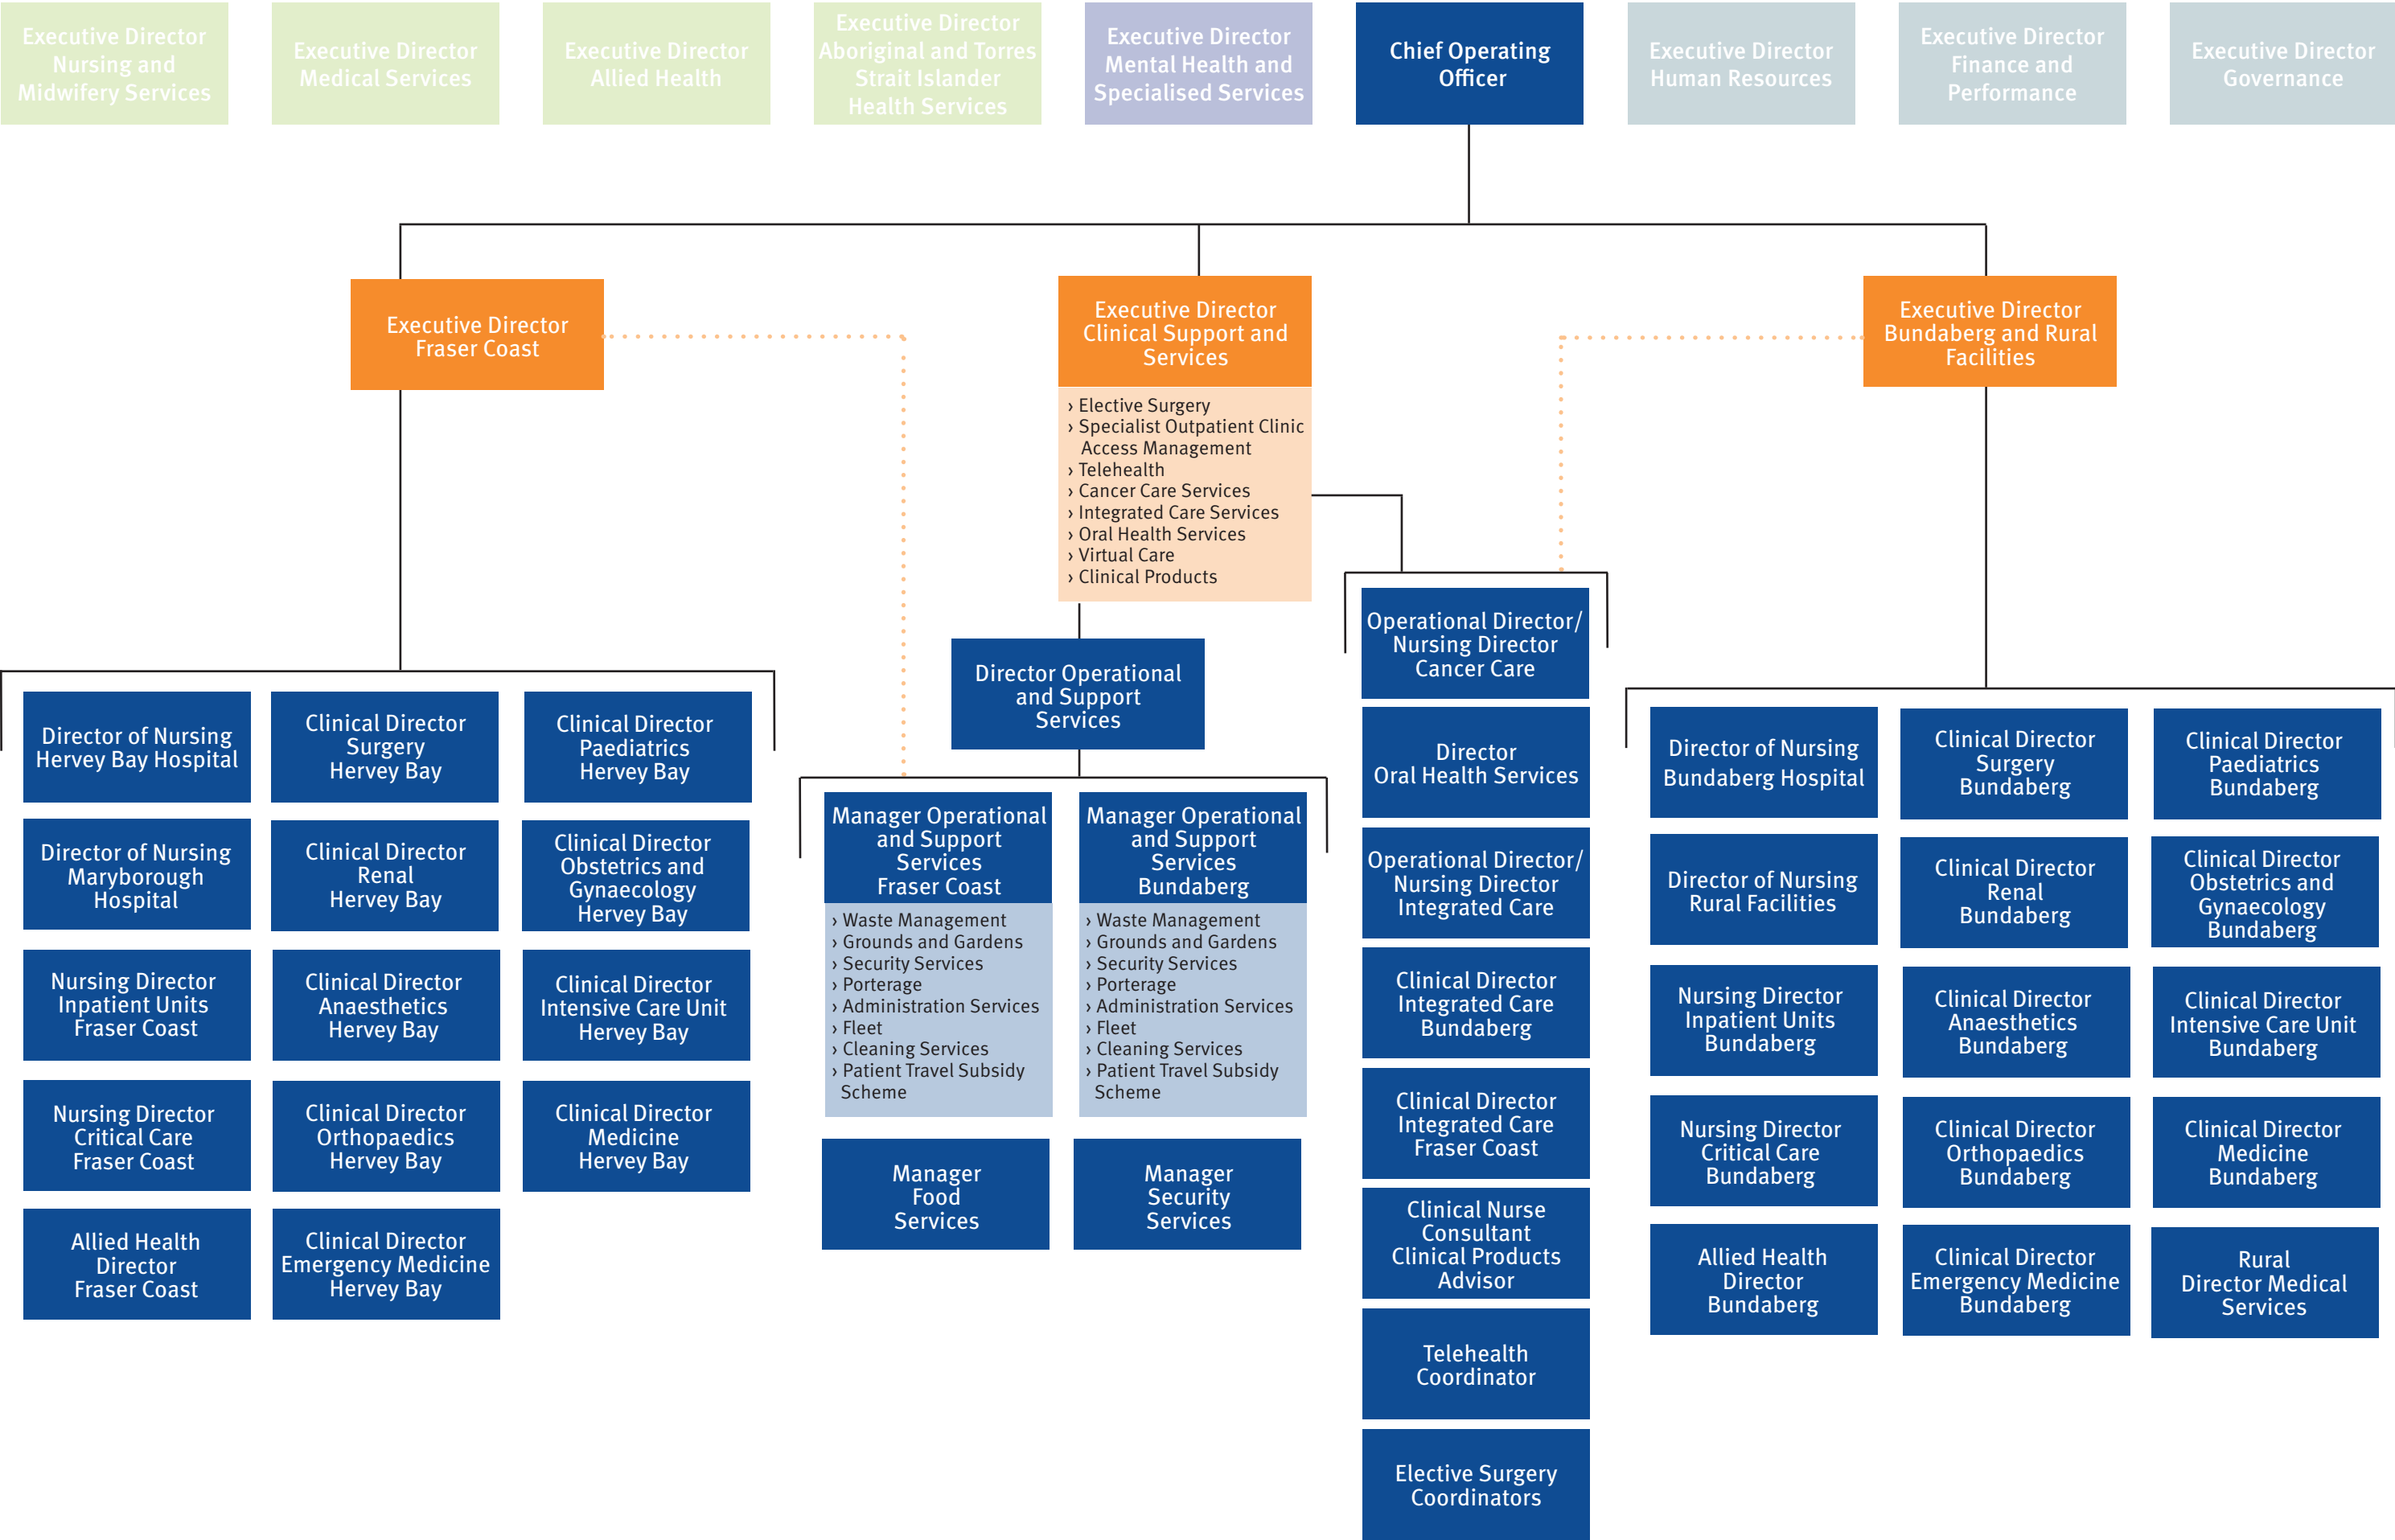 Executive Director
Nursing and
Midwifery Services
Executive Director
Medical Services
Executive Director
Allied Health
Executive Director
Aboriginal and Torres
Strait Islander
Health Services
Executive Director
Mental Health and
Specialised Services
Chief Operating
Officer
Executive Director
Human Resources
Executive Director
Finance and
Performance
Executive Director
Governance
Executive Director
Fraser Coast
Executive Director
Clinical Support and
Services
› Elective Surgery
› Specialist Outpatient Clinic
Access Management
› Telehealth
› Cancer Care Services
› Integrated Care Services
› Oral Health Services
› Virtual Care
› Clinical Products
Executive Director
Bundaberg and Rural
Facilities
Director of Nursing
Hervey Bay Hospital
Clinical Director
Surgery
Hervey Bay
Clinical Director
Paediatrics
Hervey Bay
Director of Nursing
Maryborough
Hospital
Clinical Director
Renal
Hervey Bay
Clinical Director
Obstetrics and
Gynaecology
Hervey Bay
Nursing Director
Inpatient Units
Fraser Coast
Clinical Director
Anaesthetics
Hervey Bay
Clinical Director
Intensive Care Unit
Hervey Bay
Nursing Director
Critical Care
Fraser Coast
Clinical Director
Orthopaedics
Hervey Bay
Clinical Director
Medicine
Hervey Bay
Allied Health
Director
Fraser Coast
Clinical Director
Emergency Medicine
Hervey Bay
Director Operational
and Support
Services
Manager Operational
and Support
Services
Fraser Coast
› Waste Management
› Grounds and Gardens
› Security Services
› Porterage
› Administration Services
› Fleet
› Cleaning Services
› Patient Travel Subsidy
Scheme
Manager Operational
and Support
Services
Bundaberg
› Waste Management
› Grounds and Gardens
› Security Services
› Porterage
› Administration Services
› Fleet
› Cleaning Services
› Patient Travel Subsidy
Scheme
Manager
Food
Services
Manager
Security
Services
Operational Director/
Nursing Director
Cancer Care
Director
Oral Health Services
Operational Director/
Nursing Director
Integrated Care
Clinical Director
Integrated Care
Bundaberg
Clinical Director
Integrated Care
Fraser Coast
Clinical Nurse
Consultant
Clinical Products
Advisor
Telehealth
Coordinator
Elective Surgery
Coordinators
Director of Nursing
Bundaberg Hospital
Clinical Director
Surgery
Bundaberg
Clinical Director
Paediatrics
Bundaberg
Director of Nursing
Rural Facilities
Clinical Director
Renal
Bundaberg
Clinical Director
Obstetrics and
Gynaecology
Bundaberg
Nursing Director
Inpatient Units
Bundaberg
Clinical Director
Anaesthetics
Bundaberg
Clinical Director
Intensive Care Unit
Bundaberg
Nursing Director
Critical Care
Bundaberg
Clinical Director
Orthopaedics
Bundaberg
Clinical Director
Medicine
Bundaberg
Allied Health
Director
Bundaberg
Clinical Director
Emergency Medicine
Bundaberg
Rural
Director Medical
Services